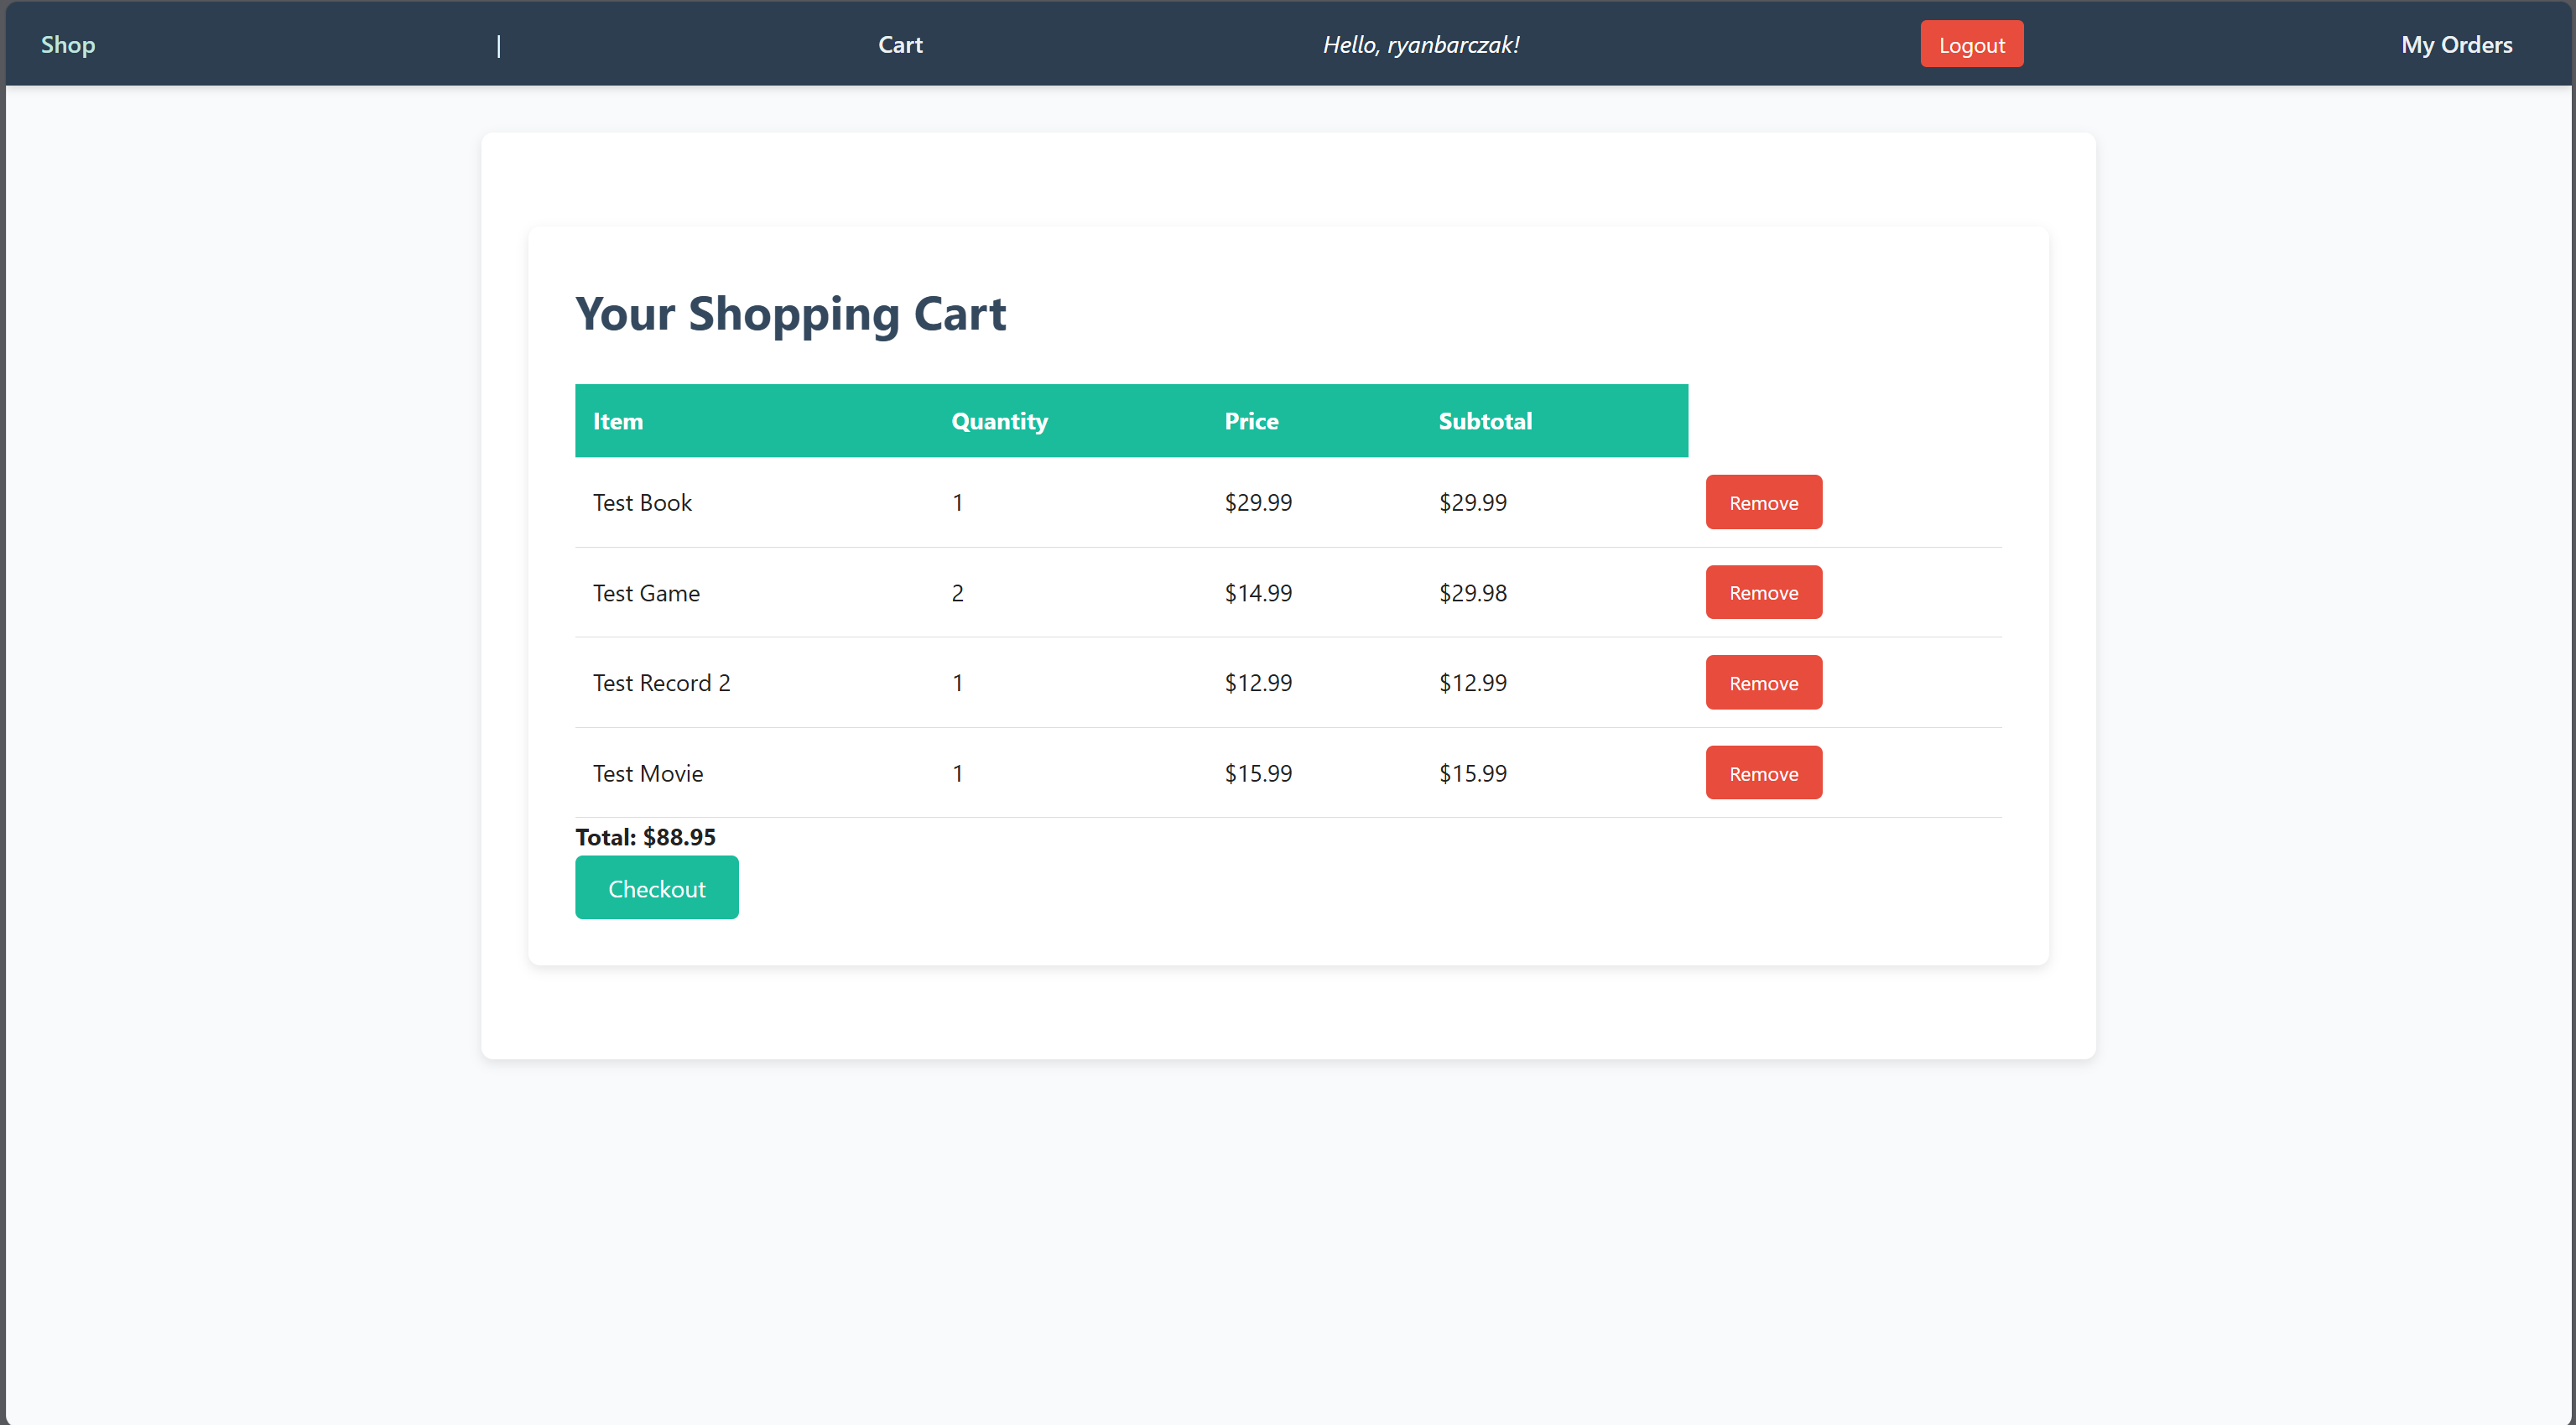 Shop | Cart Hello, ryanbarczak! Logout My Orders
Your Shopping Cart
Item Quantity Price Subtotal
Test Book 1 $29.99 $29.99 Remove
Test Game 2 $14.99 $29.98 Remove
Test Record 2 1 $12.99 $12.99 Remove
Test Movie 1 $15.99 $15.99 Remove
Total: $88.95
Checkout